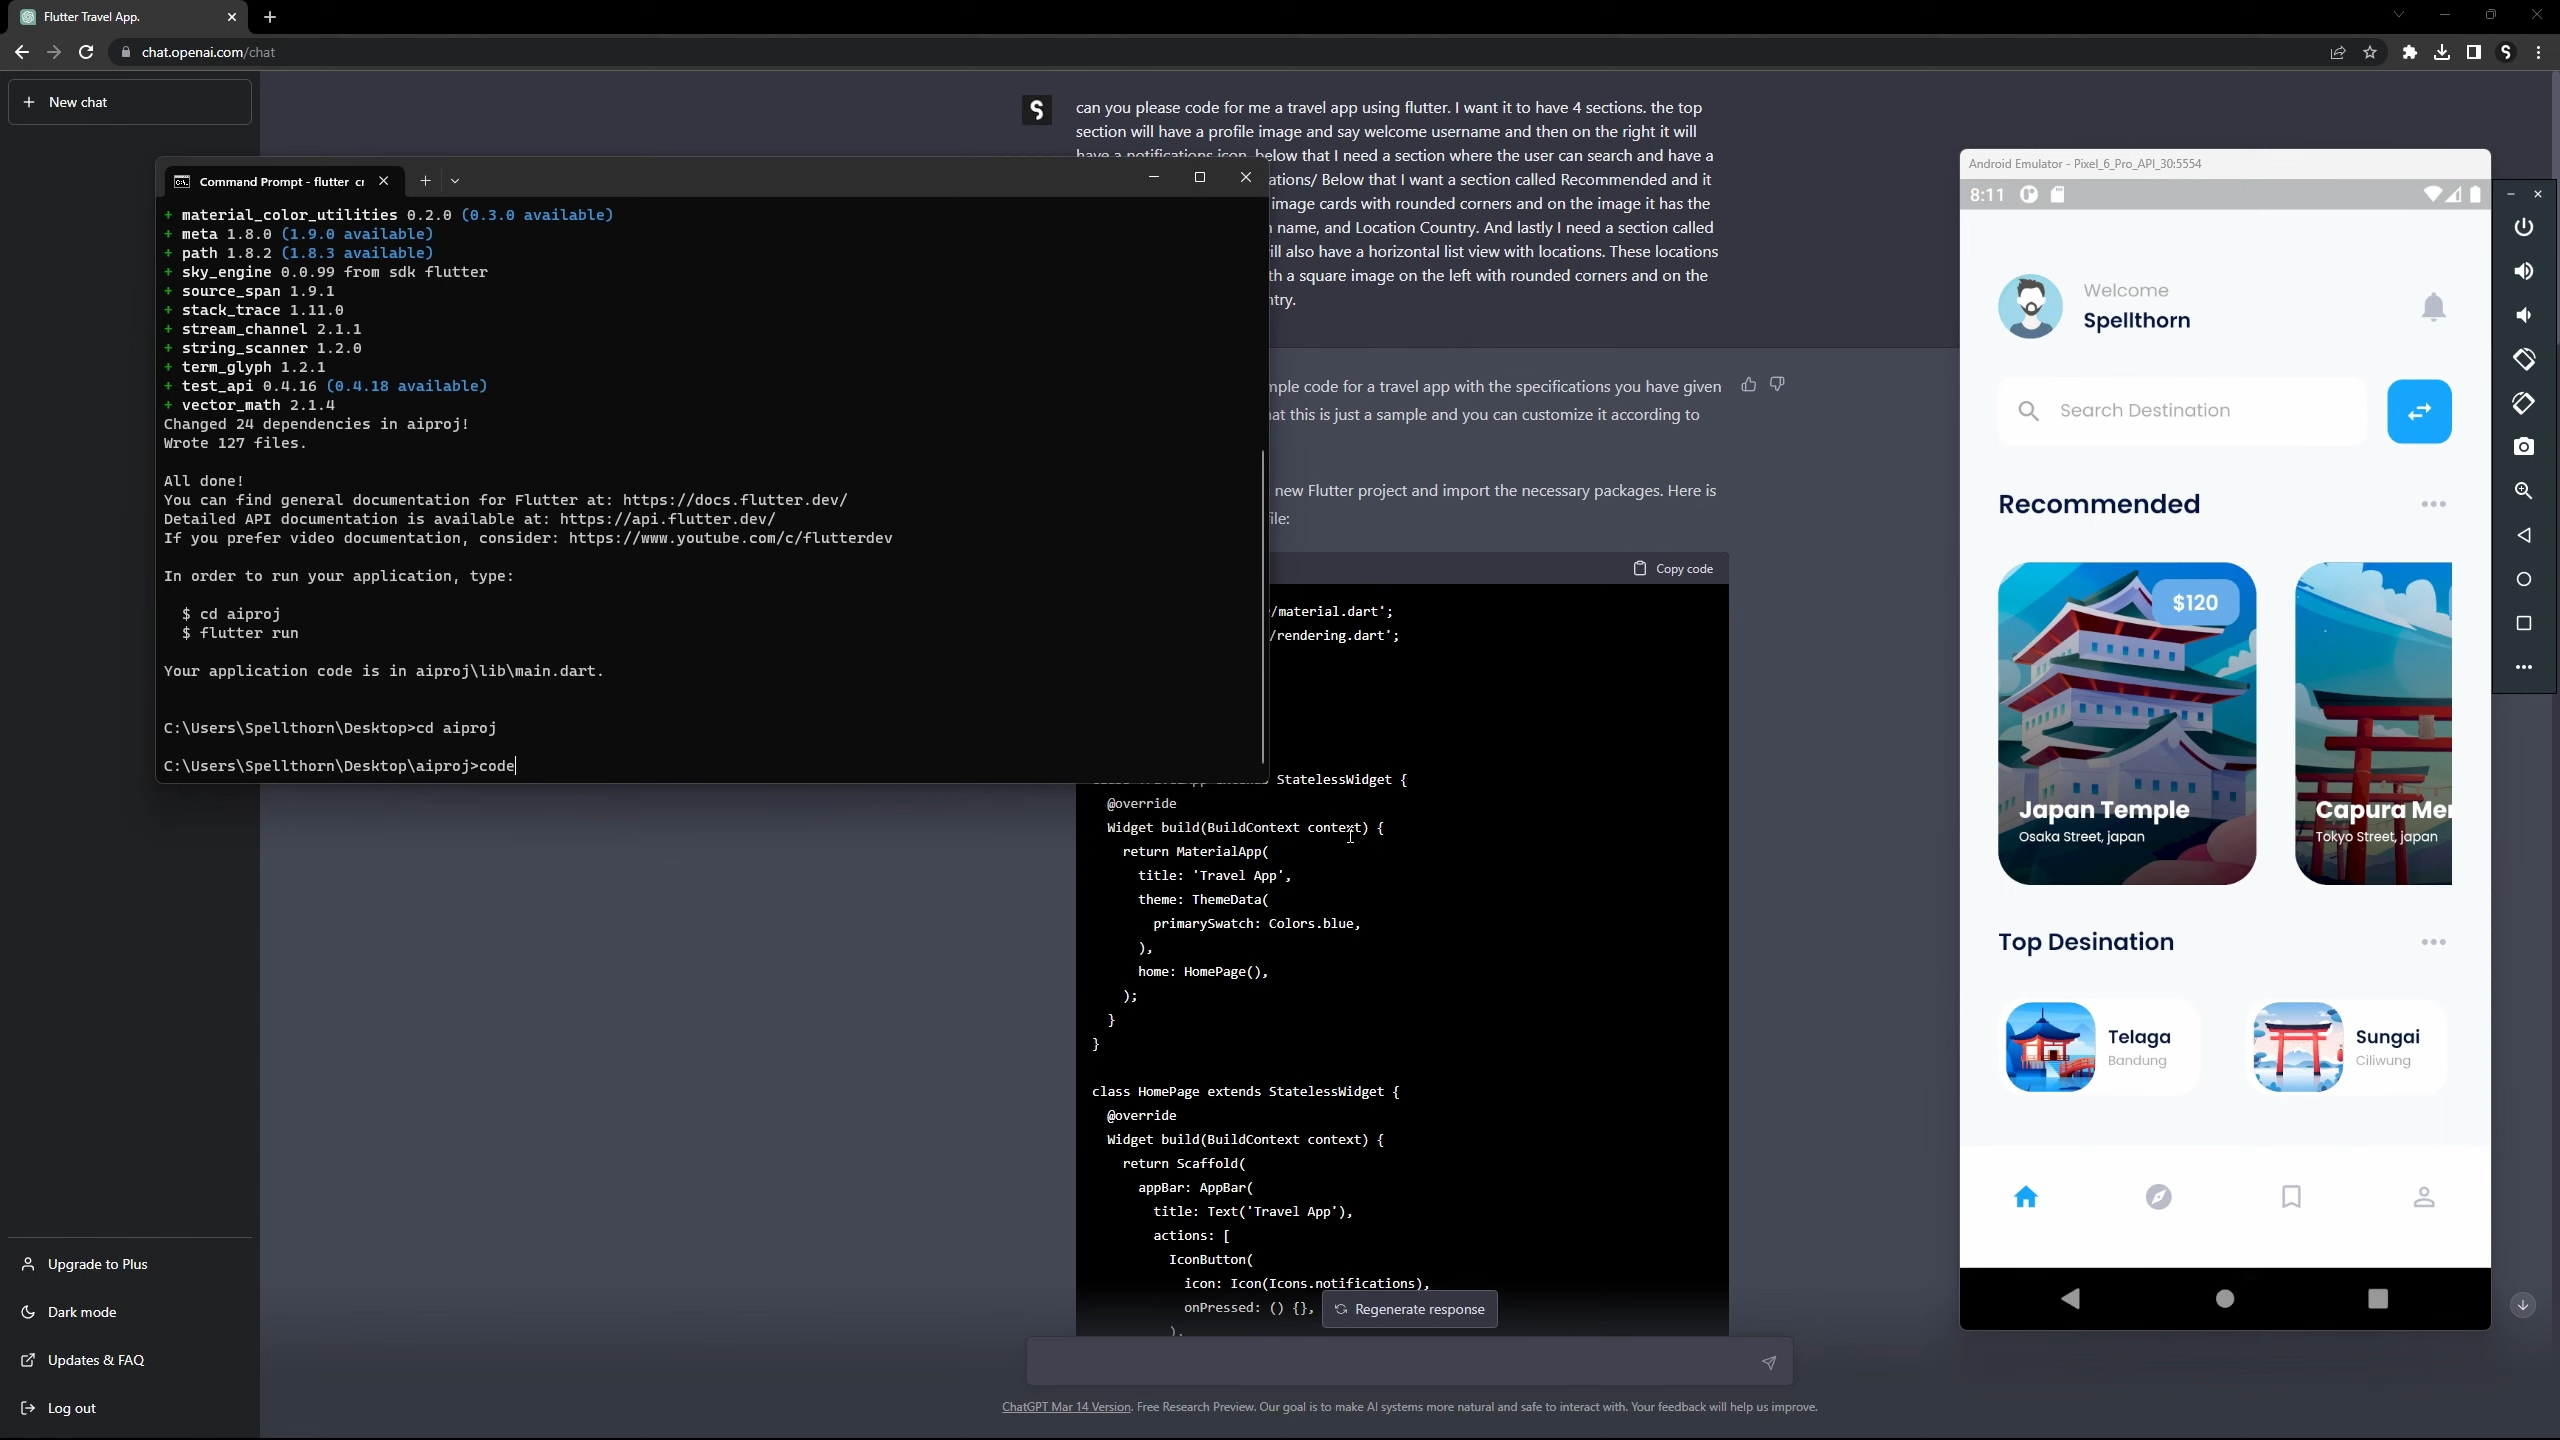 Flutter Travel App.
chat.openai.com/chat
New chat
can you please code for me a travel app using flutter. I want it to have 4 sections. the top
section will have a profile image and say welcome username and then on the right it will
have a notifications icon. below that I need a section where the user can search and have a
ations/ Below that I want a section called Recommended and it
image cards with rounded corners and on the image it has the
name, and Location Country. And lastly I need a section called
ill also have a horizontal list view with locations. These locations
th a square image on the left with rounded corners and on the
ntry.
Command Prompt - flutter cr
+ material_color_utilities 0.2.0 (0.3.0 available)
+ meta 1.8.0 (1.9.0 available)
+ path 1.8.2 (1.8.3 available)
+ sky_engine 0.0.99 from sdk flutter
+ source_span 1.9.1
+ stack_trace 1.11.0
+ stream_channel 2.1.1
+ string_scanner 1.2.0
+ term_glyph 1.2.1
+ test_api 0.4.16 (0.4.18 available)
+ vector_math 2.1.4
Changed 24 dependencies in aiproj!
Wrote 127 files.
All done!
You can find general documentation for Flutter at: https://docs.flutter.dev/
Detailed API documentation is available at: https://api.flutter.dev/
If you prefer video documentation, consider: https://www.youtube.com/c/flutterdev
In order to run your application, type:
$ cd aiproj
$ flutter run
Your application code is in aiproj\lib\main.dart.
C:\Users\Spellthorn\Desktop>cd aiproj
C:\Users\Spellthorn\Desktop\aiproj>code
mple code for a travel app with the specifications you have given
at this is just a sample and you can customize it according to
new Flutter project and import the necessary packages. Here is
file:
Copy code
/material.dart';
/rendering.dart';
StatelessWidget {
@override
Widget build(BuildContext context) {
return MaterialApp(
title: 'Travel App',
theme: ThemeData(
primarySwatch: Colors.blue,
),
home: HomePage(),
);
}
}
class HomePage extends StatelessWidget {
@override
Widget build(BuildContext context) {
return Scaffold(
appBar: AppBar(
title: Text('Travel App'),
actions: [
IconButton(
icon: Icon(Icons.notifications),
onPressed: () {},
),
Regenerate response
ChatGPT Mar 14 Version. Free Research Preview. Our goal is to make AI systems more natural and safe to interact with. Your feedback will help us improve.
Upgrade to Plus
Dark mode
Updates & FAQ
Log out
Android Emulator - Pixel_6_Pro_API_30:5554
8:11
Welcome
Spellthorn
Search Destination
Recommended
$120
Japan Temple
Osaka Street, japan
Capura Mer
Tokyo Street, japan
Top Desination
Telaga
Bandung
Sungai
Ciliwung